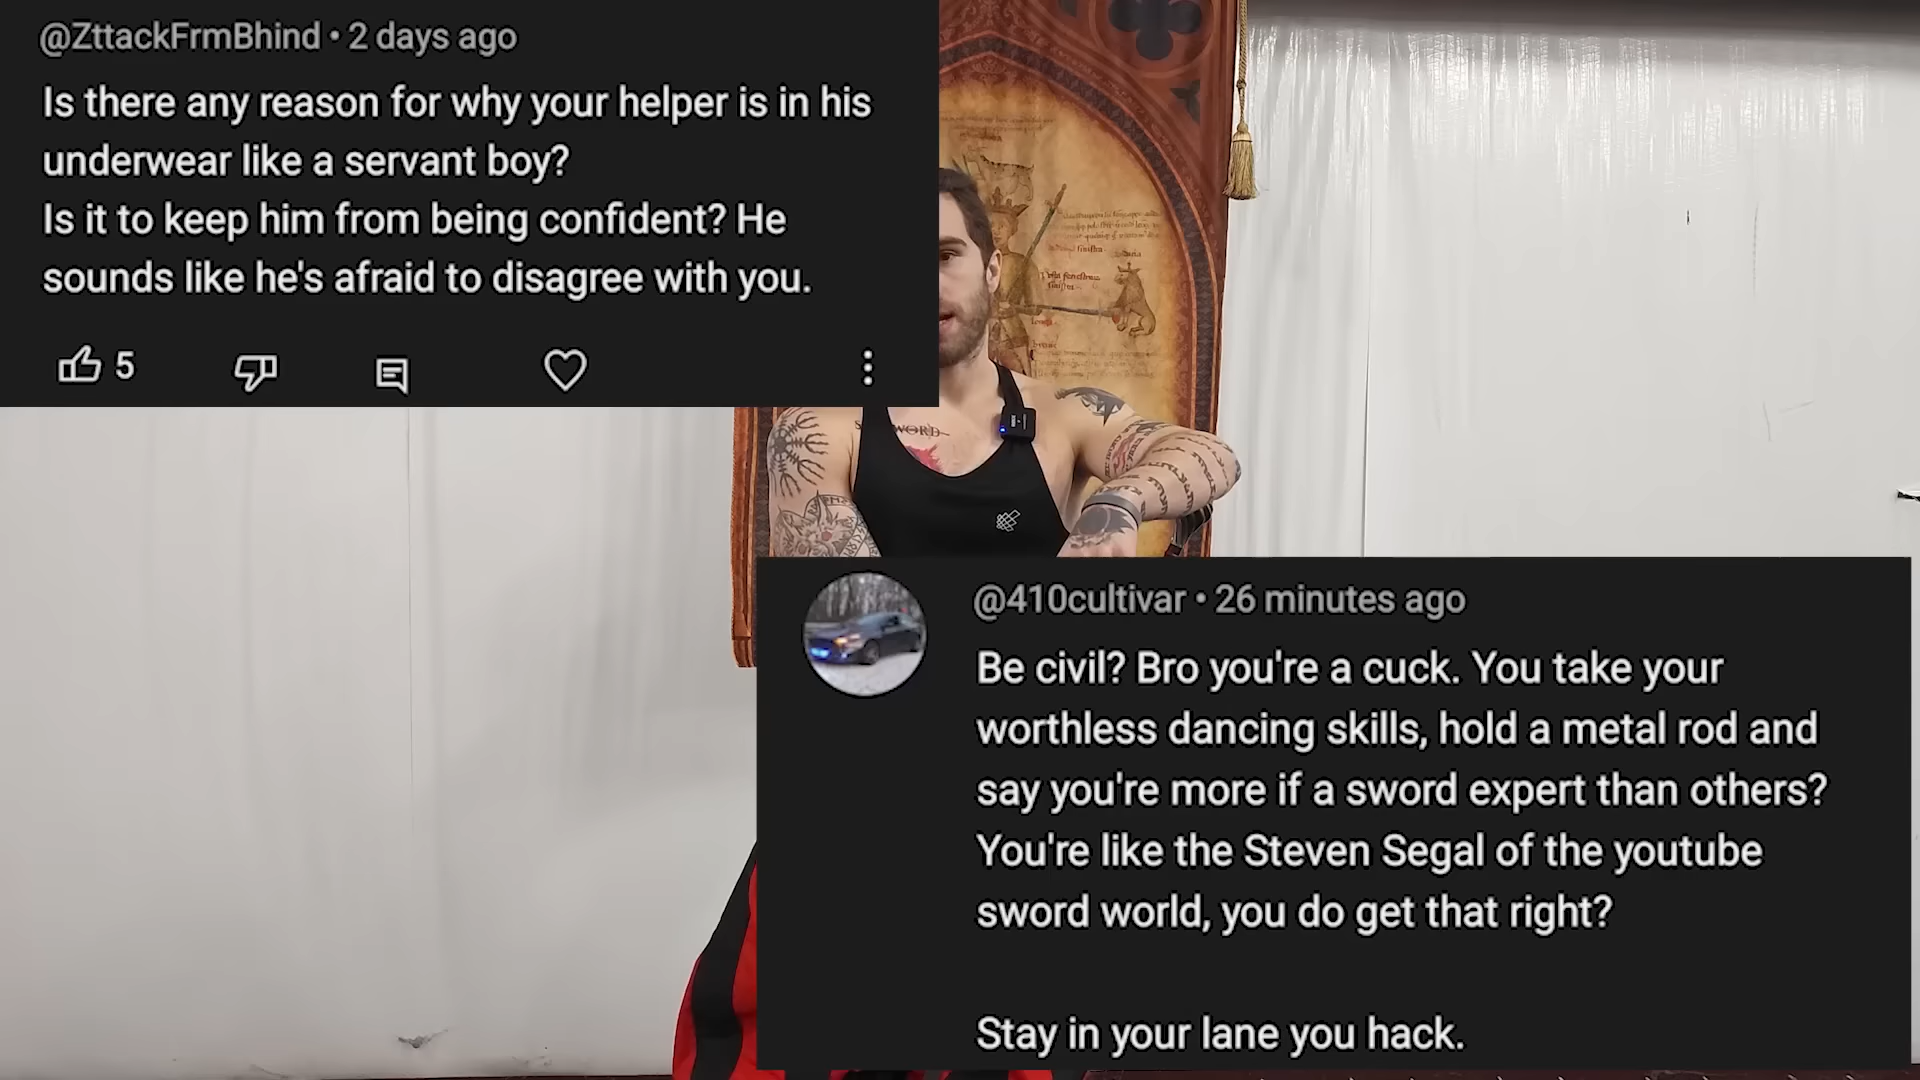 @ZttackFrmBhind • 2 days ago
Is there any reason for why your helper is in his
underwear like a servant boy?
Is it to keep him from being confident? He
sounds like he's afraid to disagree with you.
5
SWORD
@410cultivar • 26 minutes ago
Be civil? Bro you're a cuck. You take your
worthless dancing skills, hold a metal rod and
say you're more if a sword expert than others?
You're like the Steven Segal of the youtube
sword world, you do get that right?
Stay in your lane you hack.